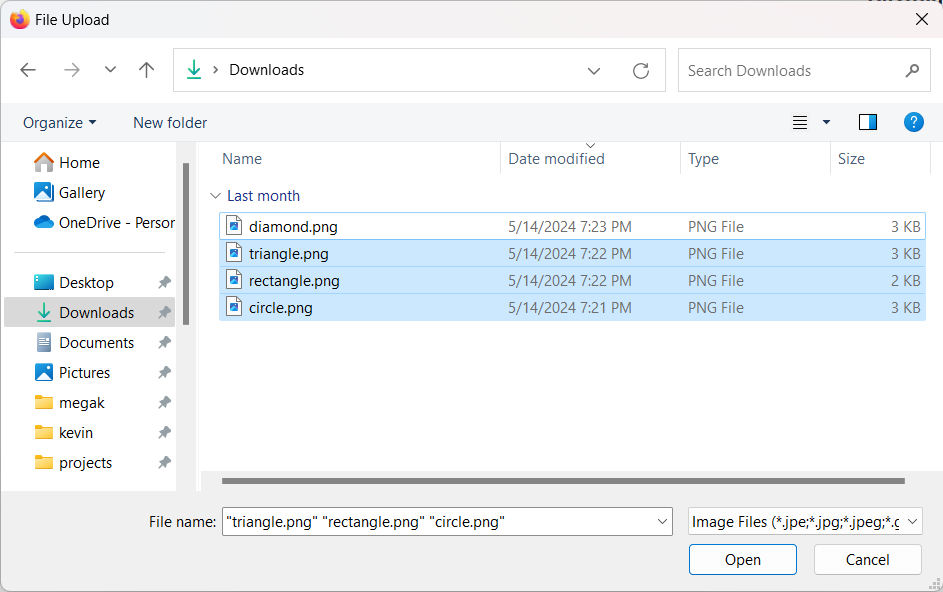 File Upload
Downloads
Search Downloads
Organize
New folder
?
Home
Gallery
OneDrive - Person
Desktop
Downloads
Documents
Pictures
megak
kevin
projects
Name Date modified Type Size
Last month
diamond.png 5/14/2024 7:23 PM PNG File 3 KB
triangle.png 5/14/2024 7:22 PM PNG File 3 KB
rectangle.png 5/14/2024 7:22 PM PNG File 2 KB
circle.png 5/14/2024 7:21 PM PNG File 3 KB
File name: "triangle.png" "rectangle.png" "circle.png"
Image Files (*.jpe;*.jpg;*.jpeg;*.g
Open
Cancel